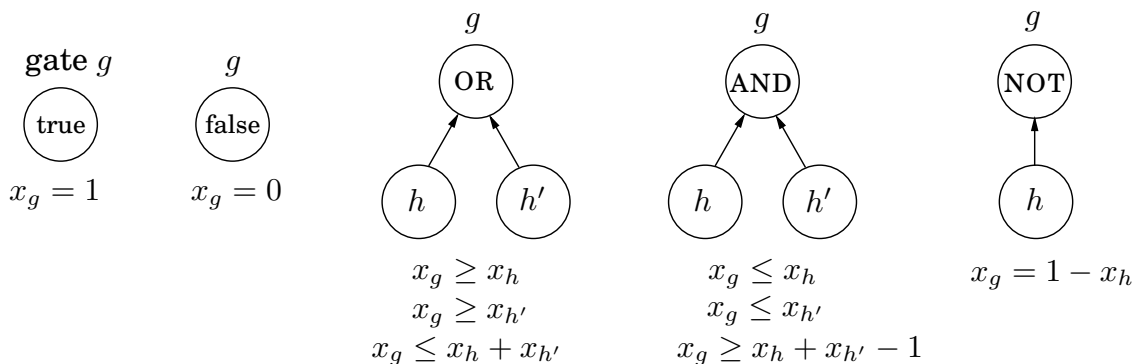 gate g
true
x_g = 1
g
false
x_g = 0
g
OR
h
h′
x_g ≥ x_h
x_g ≥ x_h′
x_g ≤ x_h + x_h′
g
AND
h
h′
x_g ≤ x_h
x_g ≤ x_h′
x_g ≥ x_h + x_h′ − 1
g
NOT
h
x_g = 1 − x_h